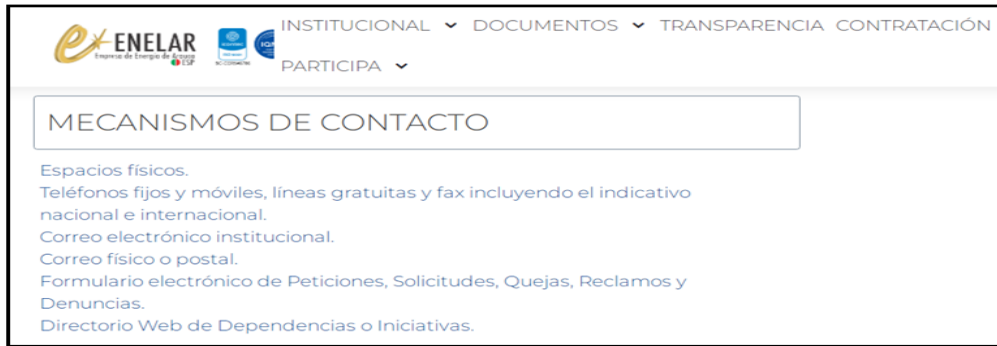 INSTITUCIONAL DOCUMENTOS TRANSPARENCIA CONTRATACIÓN
ENELAR
Empresa de Energía de Arauca
ESP
PARTICIPA
MECANISMOS DE CONTACTO
Espacios físicos.
Teléfonos fijos y móviles, líneas gratuitas y fax incluyendo el indicativo
nacional e internacional.
Correo electrónico institucional.
Correo físico o postal.
Formulario electrónico de Peticiones, Solicitudes, Quejas, Reclamos y
Denuncias.
Directorio Web de Dependencias o Iniciativas.